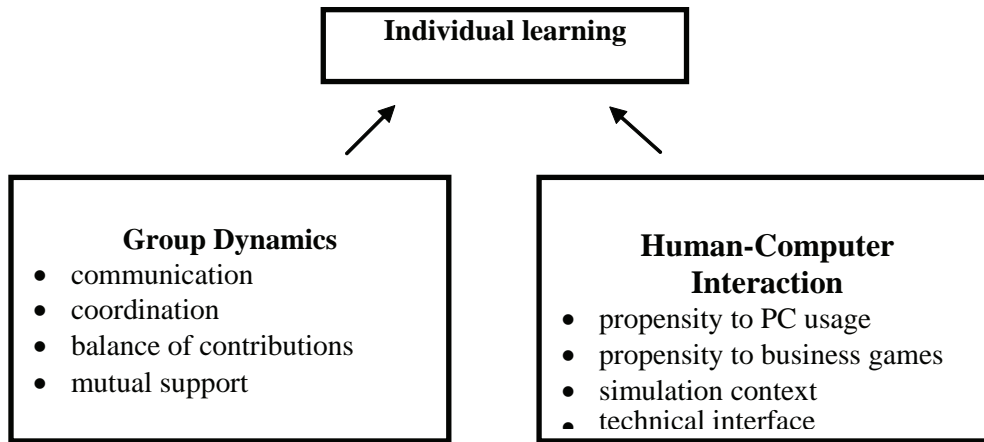 Individual learning
Group Dynamics
• communication
• coordination
• balance of contributions
• mutual support
Human-Computer
Interaction
• propensity to PC usage
• propensity to business games
• simulation context
• technical interface